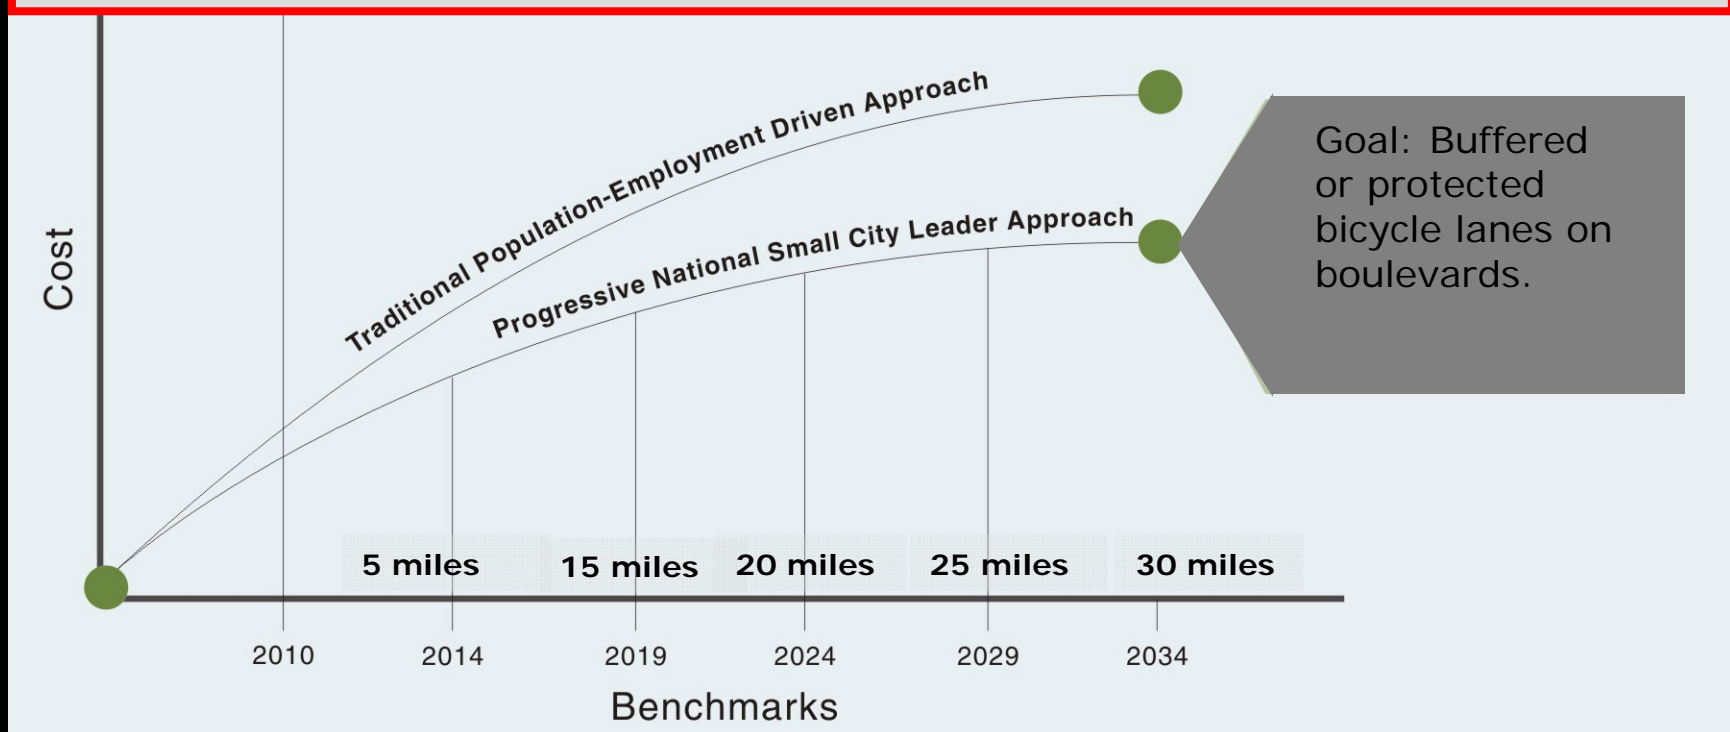 Traditional Population-Employment Driven Approach
Progressive National Small City Leader Approach
Goal: Buffered
or protected
bicycle lanes on
boulevards.
Cost
5 miles
15 miles
20 miles
25 miles
30 miles
2010
2014
2019
2024
2029
2034
Benchmarks